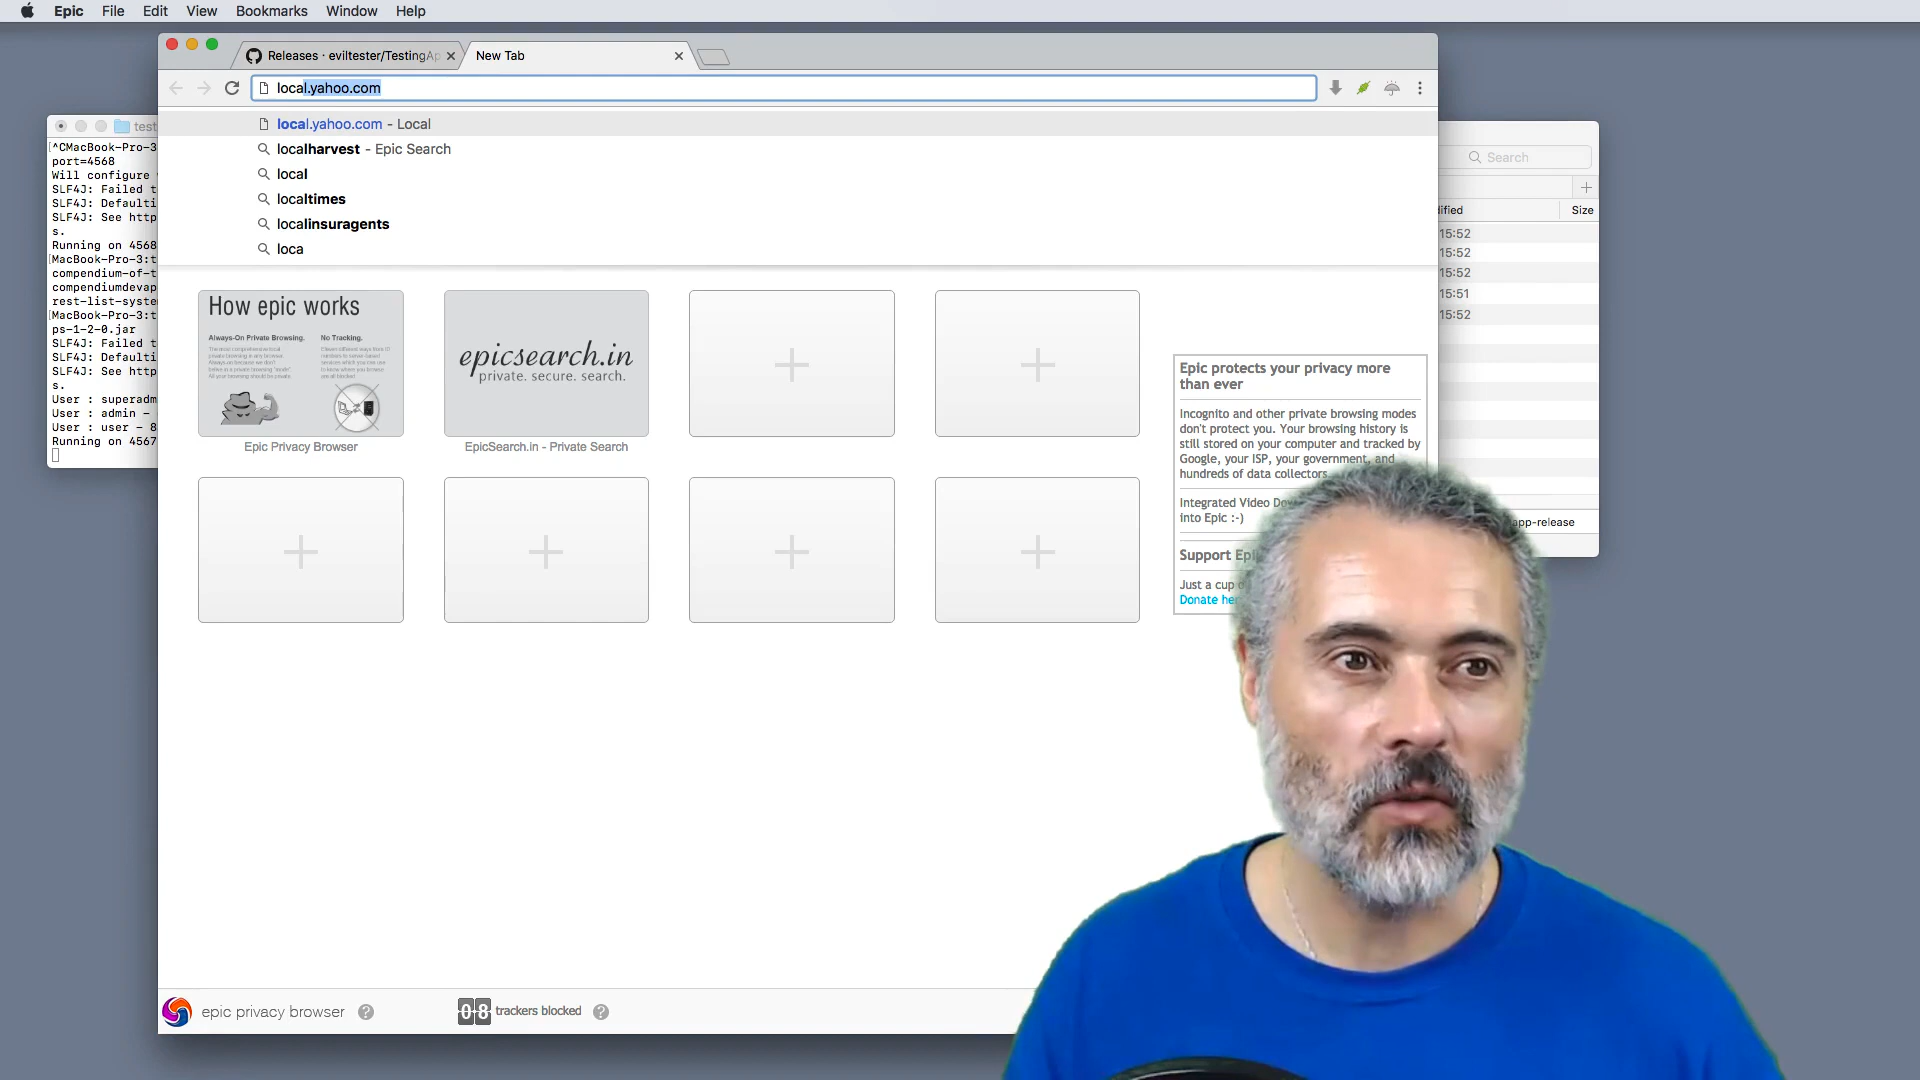 Epic File Edit View Bookmarks Window Help
Releases · eviltester/TestingAp
New Tab
local.yahoo.com
local.yahoo.com - Local
localharvest - Epic Search
local
localtimes
localinsuragents
loca
test
^CMacBook-Pro-3
port=4568
Will configure
SLF4J: Failed t
SLF4J: Defaulti
SLF4J: See http
s.
Running on 4568
[MacBook-Pro-3:t
compendium-of-t
compendiumdevap
rest-list-syste
[MacBook-Pro-3:t
ps-1-2-0.jar
SLF4J: Failed t
SLF4J: Defaulti
SLF4J: See http
s.
User : superadm
User : admin -
User : user - 8
Running on 4567
How epic works
Always-On Private Browsing.
No Tracking.
Epic Privacy Browser
epicsearch.in
private. secure. search.
EpicSearch.in - Private Search
Epic protects your privacy more
than ever
Incognito and other private browsing modes
don't protect you. Your browsing history is
still stored on your computer and tracked by
Google, your ISP, your government, and
hundreds of data collectors.
Integrated Video Dow
into Epic :-)
Support Epi
Just a cup
Donate her
Search
dified
Size
15:52
15:52
15:52
15:51
15:52
app-release
epic privacy browser ?
08 trackers blocked ?